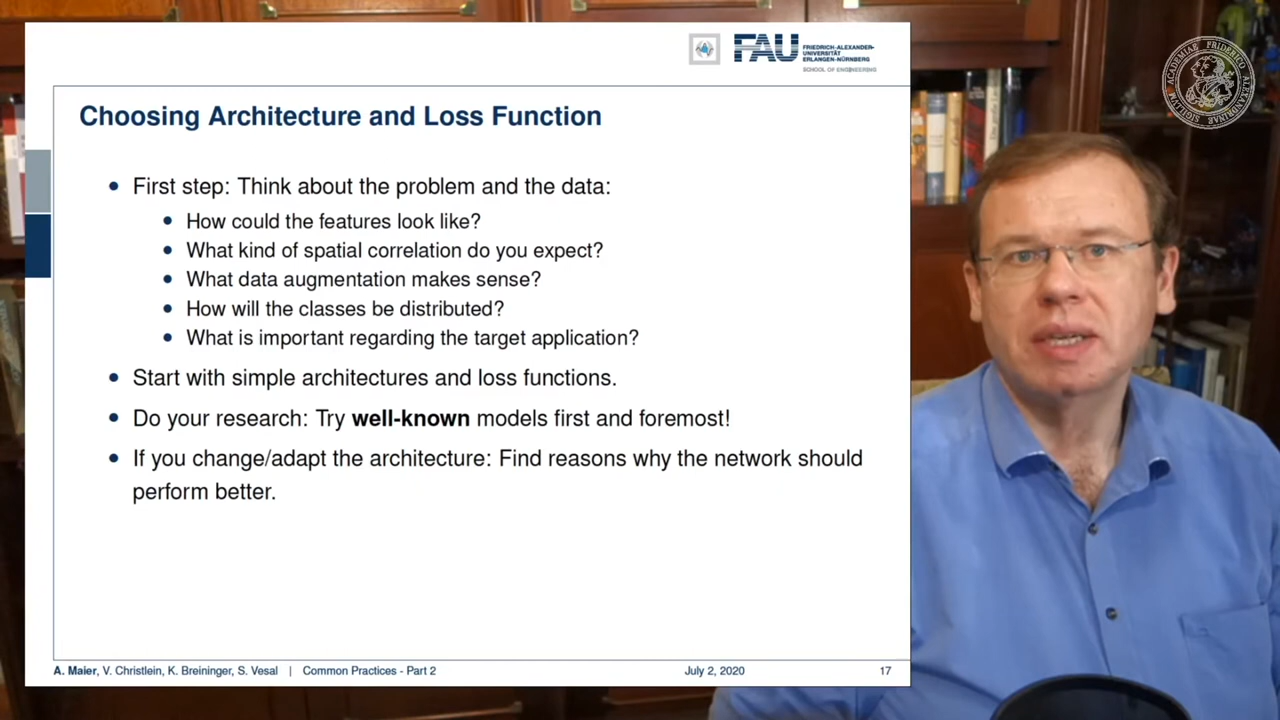 FAU
FRIEDRICH-ALEXANDER-
UNIVERSITÄT
ERLANGEN-NÜRNBERG
SCHOOL OF ENGINEERING
ACADEMIAE FRIDERICO ALEXANDRINAE SIGILLUM
Choosing Architecture and Loss Function
• First step: Think about the problem and the data:
• How could the features look like?
• What kind of spatial correlation do you expect?
• What data augmentation makes sense?
• How will the classes be distributed?
• What is important regarding the target application?
• Start with simple architectures and loss functions.
• Do your research: Try well-known models first and foremost!
• If you change/adapt the architecture: Find reasons why the network should
perform better.
A. Maier, V. Christlein, K. Breininger, S. Vesal | Common Practices - Part 2 July 2, 2020 17